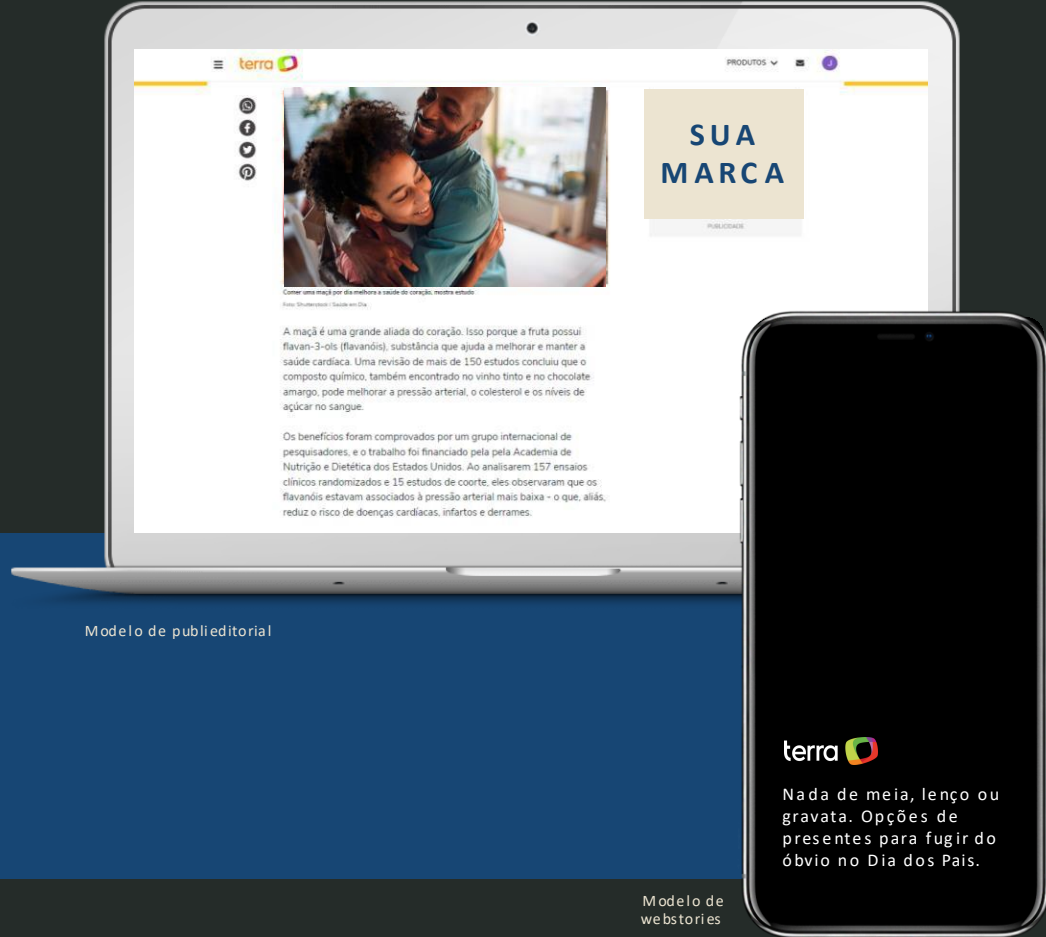 terra
PRODUTOS
J
SUA
MARCA
PUBLICIDADE
Comer uma maçã por dia melhora a saúde do coração, mostra estudo
Foto: Shutterstock / Saúde em Dia
A maçã é uma grande aliada do coração. Isso porque a fruta possui
flavan-3-ols (flavanóis), substância que ajuda a melhorar e manter a
saúde cardíaca. Uma revisão de mais de 150 estudos concluiu que o
composto químico, também encontrado no vinho tinto e no chocolate
amargo, pode melhorar a pressão arterial, o colesterol e os níveis de
açúcar no sangue.
Os benefícios foram comprovados por um grupo internacional de
pesquisadores, e o trabalho foi financiado pela pela Academia de
Nutrição e Dietética dos Estados Unidos. Ao analisarem 157 ensaios
clínicos randomizados e 15 estudos de coorte, eles observaram que os
flavanóis estavam associados à pressão arterial mais baixa - o que, aliás,
reduz o risco de doenças cardíacas, infartos e derrames.
Modelo de publieditorial
terra
Nada de meia, lenço ou
gravata. Opções de
presentes para fugir do
óbvio no Dia dos Pais.
Modelo de
webstories